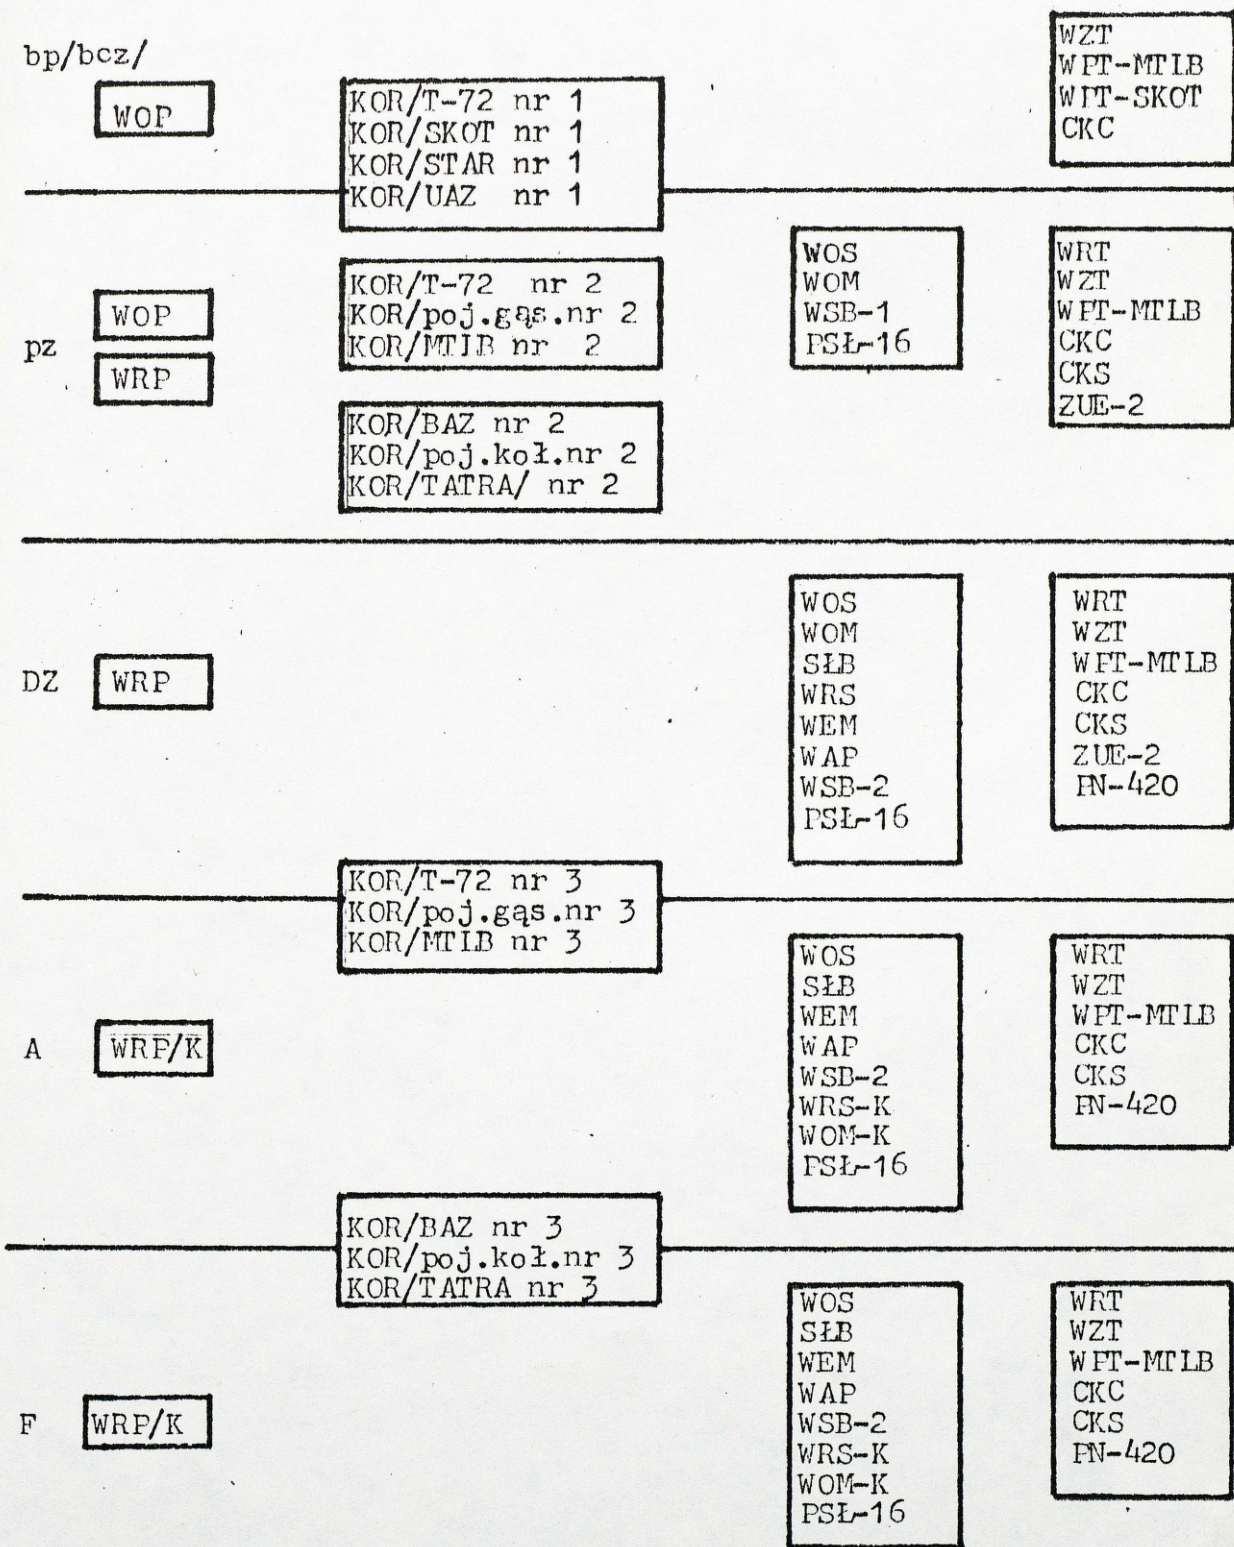 bp/bcz/
WOP
KOR/T-72 nr 1
KOR/SKOT nr 1
KOR/STAR nr 1
KOR/UAZ nr 1
WZT
WPT-MTLB
WPT-SKOT
CKC
pz
WOP
WRP
KOR/T-72 nr 2
KOR/poj.gąs.nr 2
KOR/MTLB nr 2
KOR/BAZ nr 2
KOR/poj.koł.nr 2
KOR/TATRA/ nr 2
WOS
WOM
WSB-1
PSŁ-16
WRT
WZT
WPT-MTLB
CKC
CKS
ZUE-2
DZ
WRP
WOS
WOM
SŁB
WRS
WEM
WAP
WSB-2
PSŁ-16
WRT
WZT
WPT-MTLB
CKC
CKS
ZUE-2
PN-420
KOR/T-72 nr 3
KOR/poj.gąs.nr 3
KOR/MTLB nr 3
A
WRP/K
WOS
SŁB
WEM
WAP
WSB-2
WRS-K
WOM-K
PSŁ-16
WRT
WZT
WPT-MTLB
CKC
CKS
PN-420
KOR/BAZ nr 3
KOR/poj.koł.nr 3
KOR/TATRA nr 3
F
WRP/K
WOS
SŁB
WEM
WAP
WSB-2
WRS-K
WOM-K
PSŁ-16
WRT
WZT
WPT-MTLB
CKC
CKS
PN-420